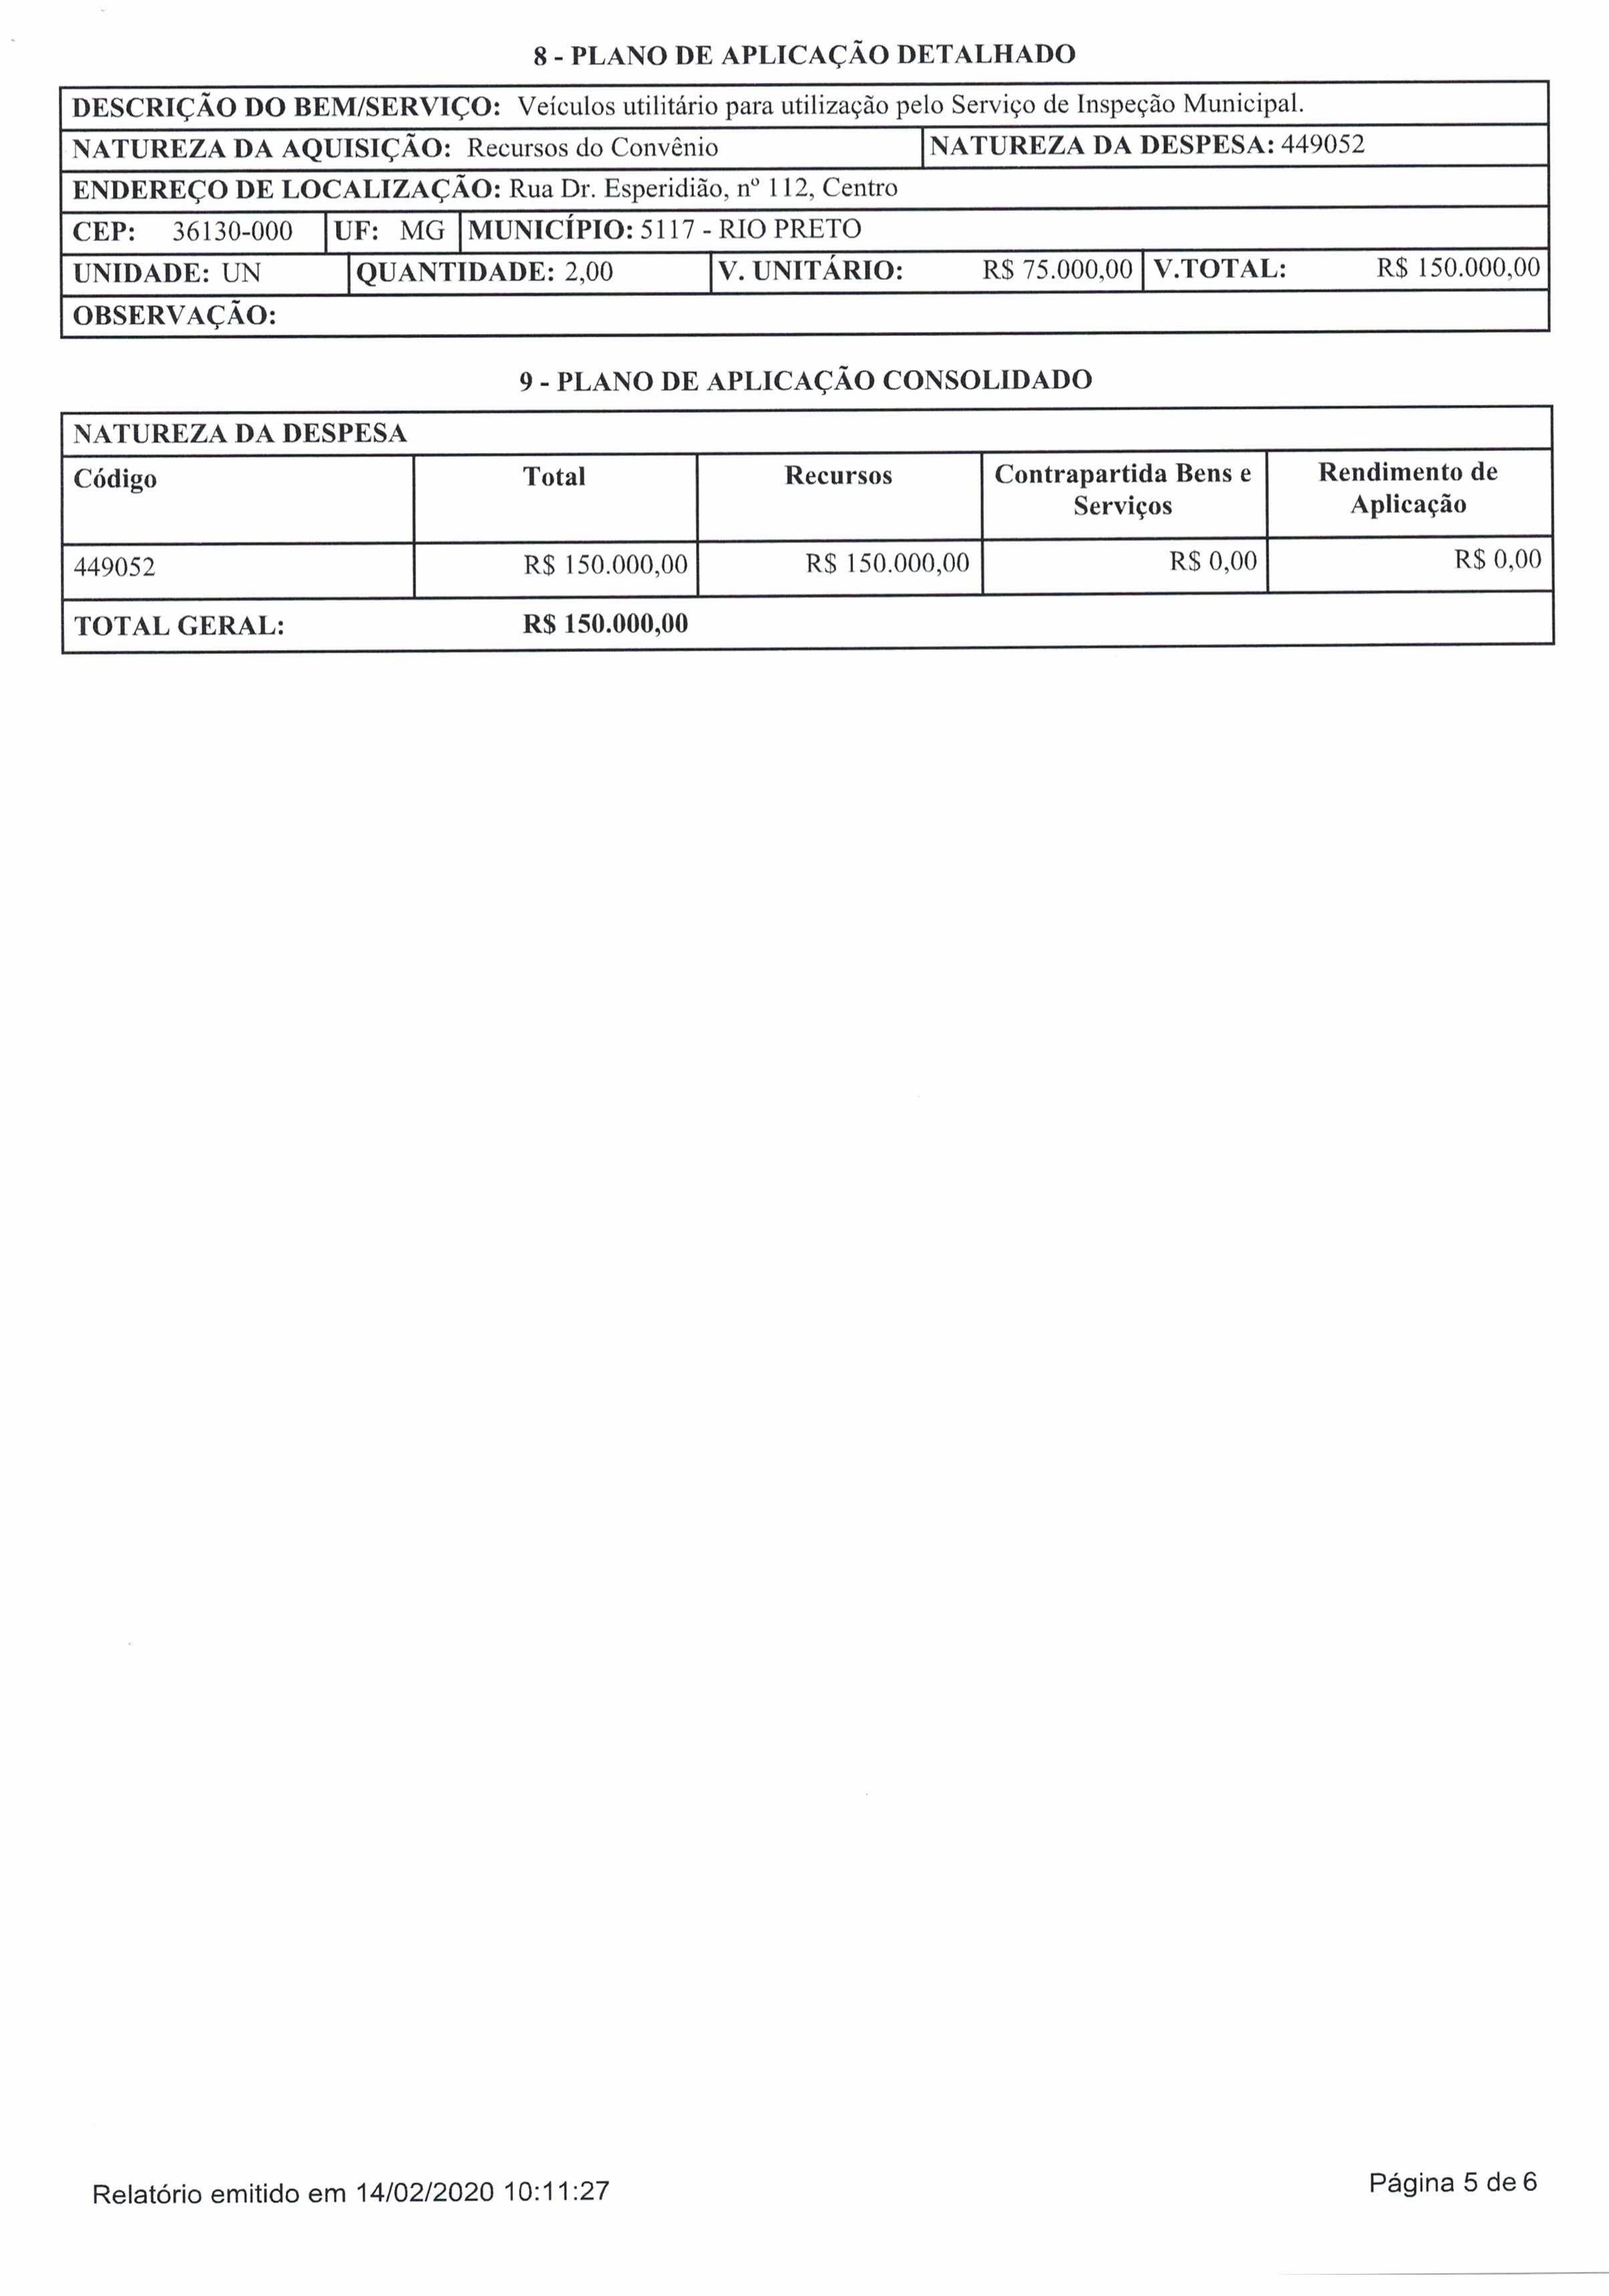 8 - PLANO DE APLICAÇÃO DETALHADO
DESCRIÇÃO DO BEM/SERVIÇO: Veículos utilitário para utilização pelo Serviço de Inspeção Municipal.
NATUREZA DA AQUISIÇÃO: Recursos do Convênio NATUREZA DA DESPESA: 449052
ENDEREÇO DE LOCALIZAÇÃO: Rua Dr. Esperidião, nº 112, Centro
CEP: 36130-000 UF: MG MUNICÍPIO: 5117 - RIO PRETO
UNIDADE: UN QUANTIDADE: 2,00 V. UNITÁRIO: R$ 75.000,00 V.TOTAL: R$ 150.000,00
OBSERVAÇÃO:
9 - PLANO DE APLICAÇÃO CONSOLIDADO
NATUREZA DA DESPESA
Código Total Recursos Contrapartida Bens e Rendimento de
Serviços Aplicação
449052 R$ 150.000,00 R$ 150.000,00 R$ 0,00 R$ 0,00
TOTAL GERAL: R$ 150.000,00
Relatório emitido em 14/02/2020 10:11:27 Página 5 de 6